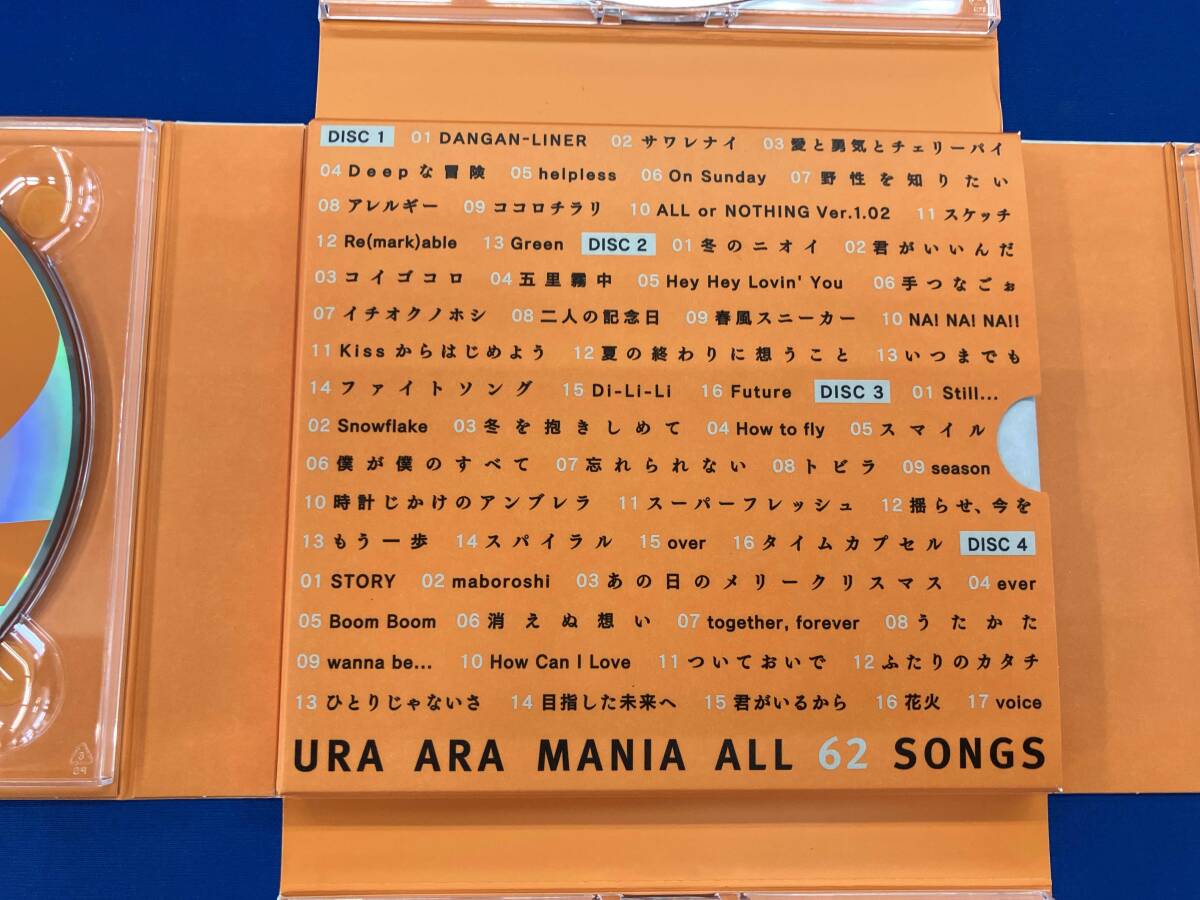 DISC 1 01 DANGAN-LINER 02 サワレナイ 03 愛と勇気とチェリーパイ
04 Deepな冒険 05 helpless 06 On Sunday 07 野性を知りたい
08 アレルギー 09 ココロチラリ 10 ALL or NOTHING Ver.1.02 11 スケッチ
12 Re(mark)able 13 Green DISC 2 01 冬のニオイ 02 君がいいんだ
03 コイゴコロ 04 五里霧中 05 Hey Hey Lovin' You 06 手つなごぉ
07 イチオクノホシ 08 二人の記念日 09 春風スニーカー 10 NA! NA! NA!!
11 Kissからはじめよう 12 夏の終わりに想うこと 13 いつまでも
14 ファイトソング 15 Di-Li-Li 16 Future DISC 3 01 Still...
02 Snowflake 03 冬を抱きしめて 04 How to fly 05 スマイル
06 僕が僕のすべて 07 忘れられない 08 トビラ 09 season
10 時計じかけのアンブレラ 11 スーパーフレッシュ 12 揺らせ、今を
13 もう一歩 14 スパイラル 15 over 16 タイムカプセル DISC 4
01 STORY 02 maboroshi 03 あの日のメリークリスマス 04 ever
05 Boom Boom 06 消えぬ想い 07 together, forever 08 うたかた
09 wanna be... 10 How Can I Love 11 ついておいで 12 ふたりのカタチ
13 ひとりじゃないさ 14 目指した未来へ 15 君がいるから 16 花火 17 voice
URA ARA MANIA ALL 62 SONGS